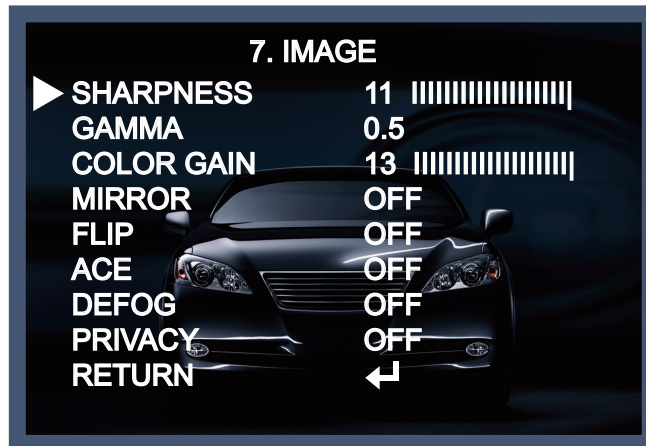 7. IMAGE
SHARPNESS 11
GAMMA 0.5
COLOR GAIN 13
MIRROR OFF
FLIP OFF
ACE OFF
DEFOG OFF
PRIVACY OFF
RETURN ↵